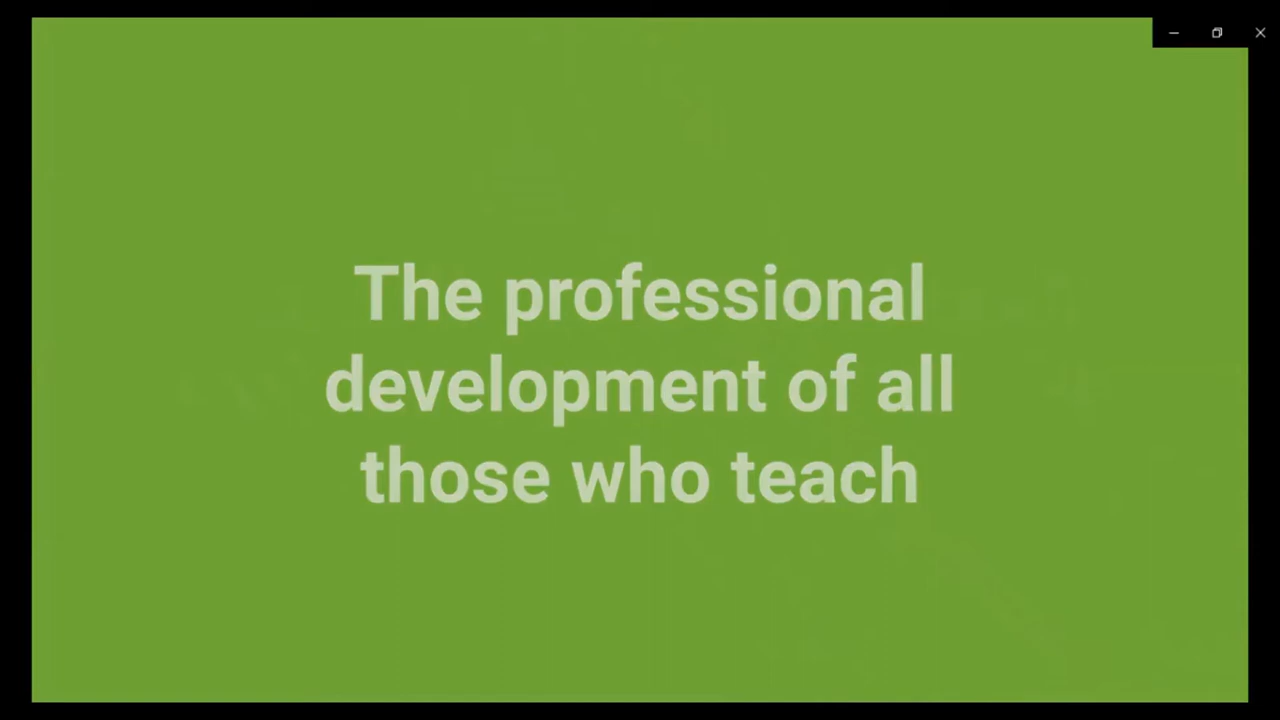 The professional
development of all
those who teach